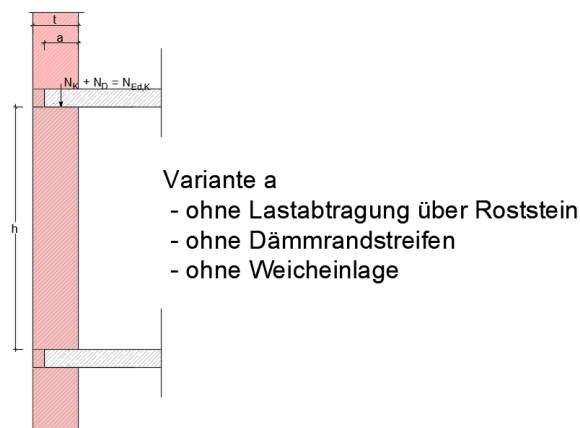 t
a
N_K + N_D = N_Ed,K
h
Variante a
- ohne Lastabtragung über Roststein
- ohne Dämmrandstreifen
- ohne Weicheinlage